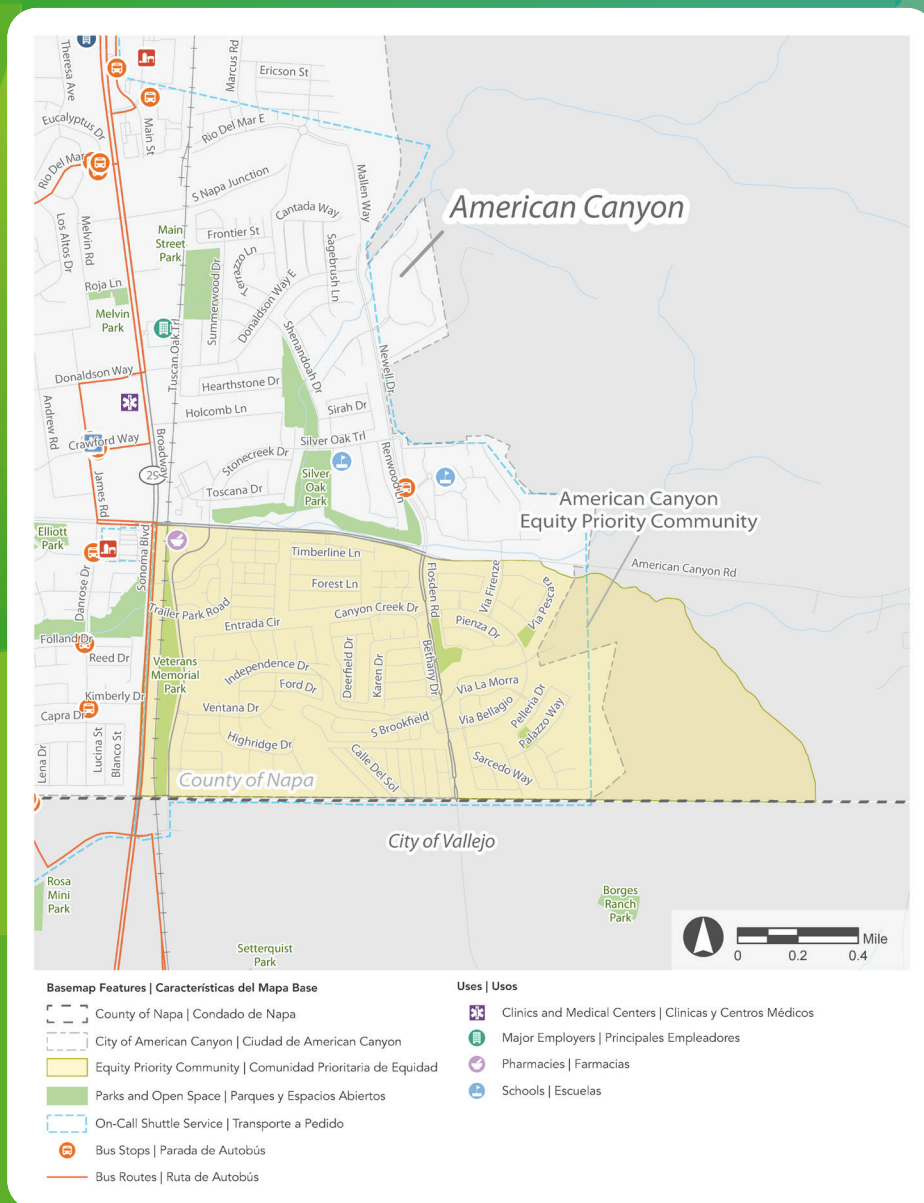 Theresa Ave
Marcus Rd
Ericson St
Eucalyptus Dr
Main St
Rio Del Mar E
Rio Del Mar
Mallen Way
S Napa Junction
American Canyon
Cantada Way
Los Altos Dr
Melvin Rd
Main
Street
Park
Frontier St
Terrazzo Ln
Sagebrush Ln
Roja Ln
Summerwood Dr
Donaldson Way E
Melvin
Park
Tuscan Oak Trl
Shenandoah Dr
Newell Dr
Donaldson Way
Hearthstone Dr
Andrew Rd
Holcomb Ln
Sirah Dr
Crawford Way
Broadway
Silver Oak Trl
Stonecreek Dr
Renwood Ln
29
James Rd
Toscana Dr
Silver
Oak
Park
American Canyon
Equity Priority Community
Elliott
Park
Sonoma Blvd
Timberline Ln
American Canyon Rd
Danrose Dr
Forest Ln
Flosden Rd
Via Firenze
Via Pescara
Trailer Park Road
Canyon Creek Dr
Entrada Cir
Pienza Dr
Folland Dr
Reed Dr
Veterans
Memorial
Park
Independence Dr
Deerfield Dr
Karen Dr
Bethany Dr
Ford Dr
Via La Morra
Kimberly Dr
Capra Dr
Ventana Dr
Via Bellagio
Pelleria Dr
Palazzo Way
S Brookfield
Lena Dr
Lucina St
Blanco St
Highridge Dr
Calle Del Sol
Sarcedo Way
County of Napa
City of Vallejo
Rosa
Mini
Park
Borges
Ranch
Park
Setterquist
Park
Mile
0 0.2 0.4
Basemap Features | Características del Mapa Base
County of Napa | Condado de Napa
City of American Canyon | Ciudad de American Canyon
Equity Priority Community | Comunidad Prioritaria de Equidad
Parks and Open Space | Parques y Espacios Abiertos
On-Call Shuttle Service | Transporte a Pedido
Bus Stops | Parada de Autobús
Bus Routes | Ruta de Autobús
Uses | Usos
Clinics and Medical Centers | Clinicas y Centros Médicos
Major Employers | Principales Empleadores
Pharmacies | Farmacias
Schools | Escuelas